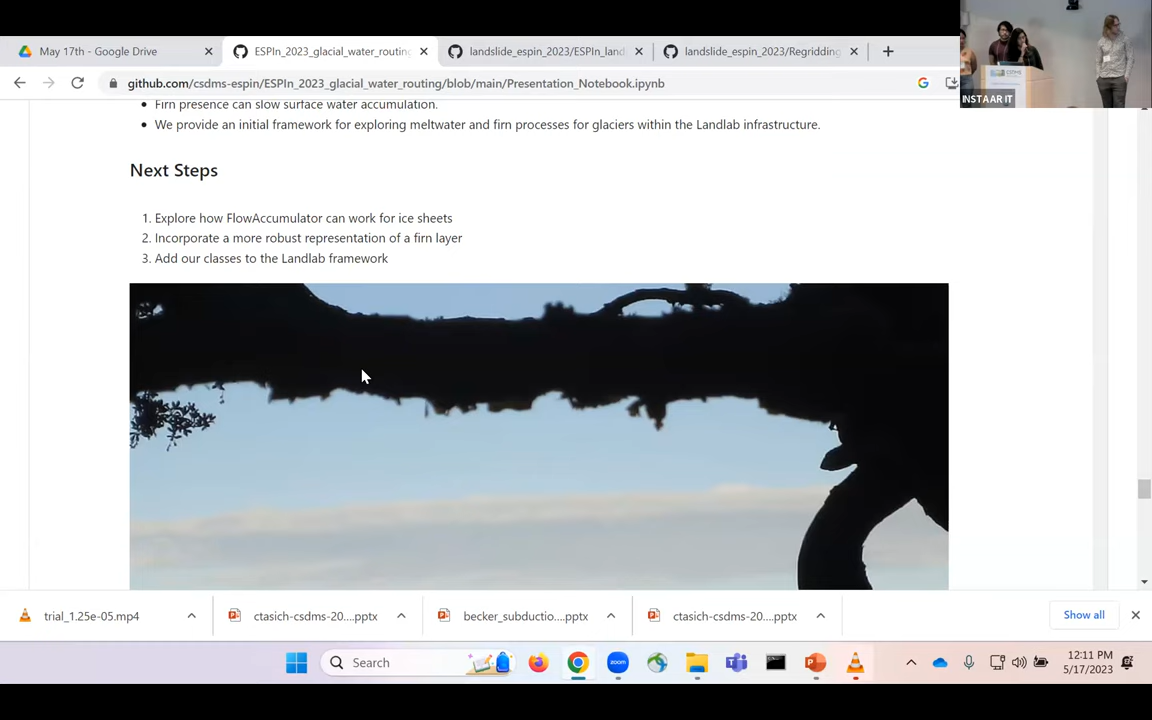 May 17th - Google Drive
ESPIn_2023_glacial_water_routing
landslide_espin_2023/ESPIn_land
landslide_espin_2023/Regridding
github.com/csdms-espin/ESPIn_2023_glacial_water_routing/blob/main/Presentation_Notebook.ipynb
INSTAAR IT
Firn presence can slow surface water accumulation.
We provide an initial framework for exploring meltwater and firn processes for glaciers within the Landlab infrastructure.
Next Steps
1. Explore how FlowAccumulator can work for ice sheets
2. Incorporate a more robust representation of a firn layer
3. Add our classes to the Landlab framework
trial_1.25e-05.mp4
ctasich-csdms-20....pptx
becker_subductio....pptx
ctasich-csdms-20....pptx
Show all
Search
zoom
12:11 PM
5/17/2023